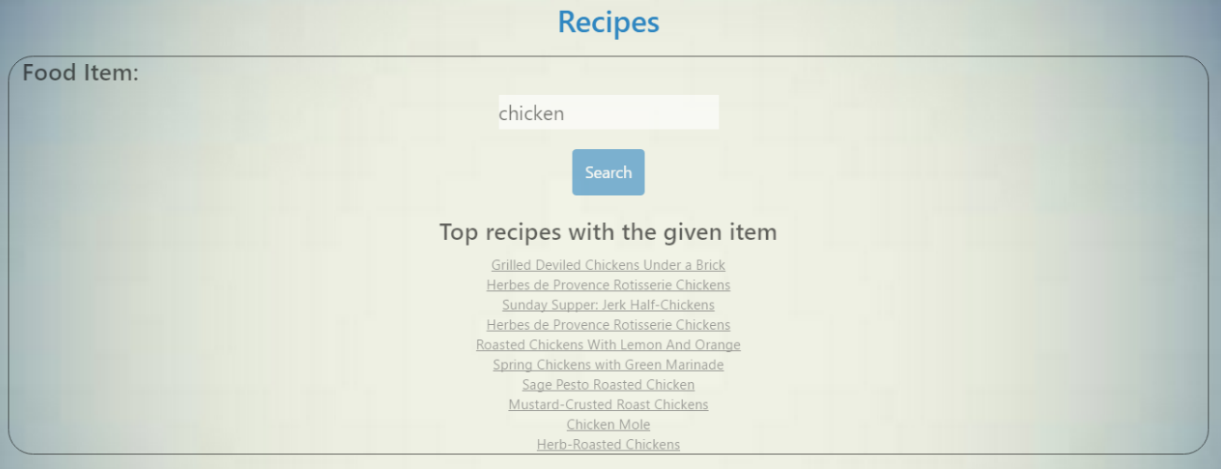 Recipes
Food Item:
chicken
Search
Top recipes with the given item
Grilled Deviled Chickens Under a Brick
Herbes de Provence Rotisserie Chickens
Sunday Supper: Jerk Half-Chickens
Herbes de Provence Rotisserie Chickens
Roasted Chickens With Lemon And Orange
Spring Chickens with Green Marinade
Sage Pesto Roasted Chicken
Mustard-Crusted Roast Chickens
Chicken Mole
Herb-Roasted Chickens